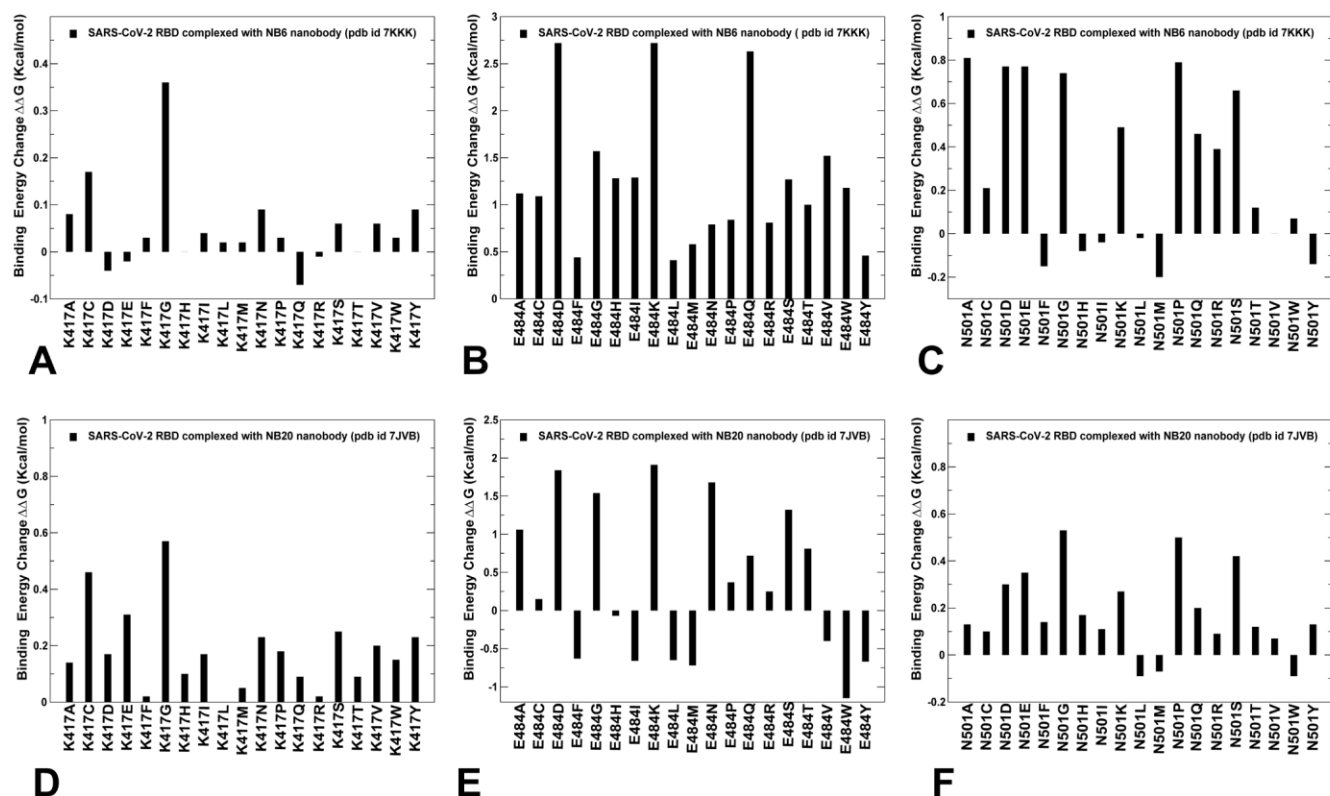 SARS-CoV-2 RBD complexed with NB6 nanobody (pdb id 7KKK)
Binding Energy Change ΔΔG (Kcal/mol)
0.4
0.3
0.2
0.1
0
-0.1
K417A K417C K417D K417E K417F K417G K417H K417I K417L K417M K417N K417P K417Q K417R K417S K417T K417V K417W K417Y
A
SARS-CoV-2 RBD complexed with NB6 nanobody ( pdb id 7KKK)
Binding Energy Change ΔΔG (Kcal/mol)
3
2.5
2
1.5
1
0.5
0
E484A E484C E484D E484F E484G E484H E484I E484K E484L E484M E484N E484P E484Q E484R E484S E484T E484V E484W E484Y
B
SARS-CoV-2 RBD complexed with NB6 nanobody (pdb id 7KKK)
Binding Energy Change ΔΔG (Kcal/mol)
1
0.8
0.6
0.4
0.2
0
-0.2
N501A N501C N501D N501E N501F N501G N501H N501I N501K N501L N501M N501P N501Q N501R N501S N501T N501V N501W N501Y
C
SARS-CoV-2 RBD complexed with NB20 nanobody (pdb id 7JVB)
Binding Energy Change ΔΔG (Kcal/mol)
1
0.8
0.6
0.4
0.2
0
K417A K417C K417D K417E K417F K417G K417H K417I K417L K417M K417N K417P K417Q K417R K417S K417T K417V K417W K417Y
D
SARS-CoV-2 RBD complexed with NB20 nanobody (pdb id 7JVB)
Binding Energy Change ΔΔG (Kcal/mol)
2.5
2
1.5
1
0.5
0
-0.5
-1
E484A E484C E484D E484F E484G E484H E484I E484K E484L E484M E484N E484P E484Q E484R E484S E484T E484V E484W E484Y
E
SARS-CoV-2 RBD complexed with NB20 nanobody (pdb id 7JVB)
Binding Energy Change ΔΔG (Kcal/mol)
0.8
0.6
0.4
0.2
0
-0.2
N501A N501C N501D N501E N501F N501G N501H N501I N501K N501L N501M N501P N501Q N501R N501S N501T N501V N501W N501Y
F